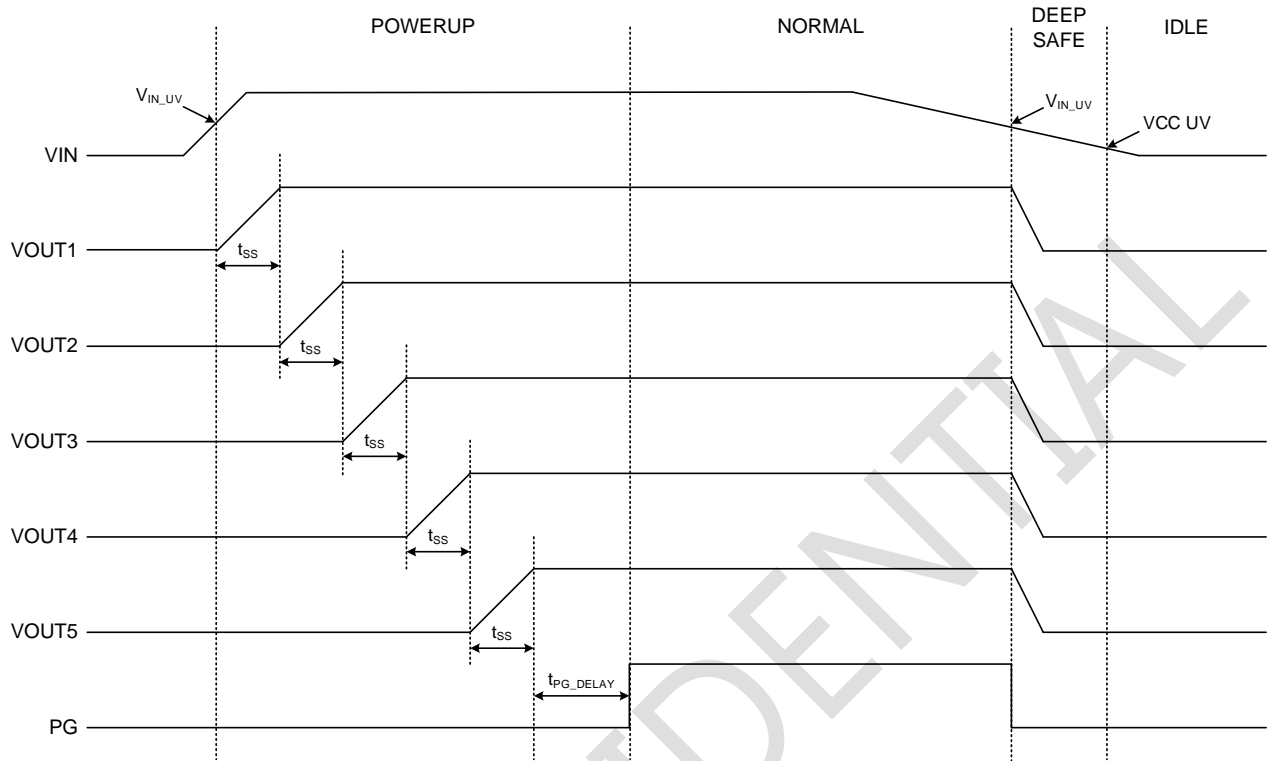 POWERUP
NORMAL
DEEP
SAFE
IDLE
VIN_UV
VIN_UV
VCC UV
VIN
VOUT1
tSS
VOUT2
tSS
VOUT3
tSS
VOUT4
tSS
VOUT5
tSS
tPG_DELAY
PG
IDENTIAL